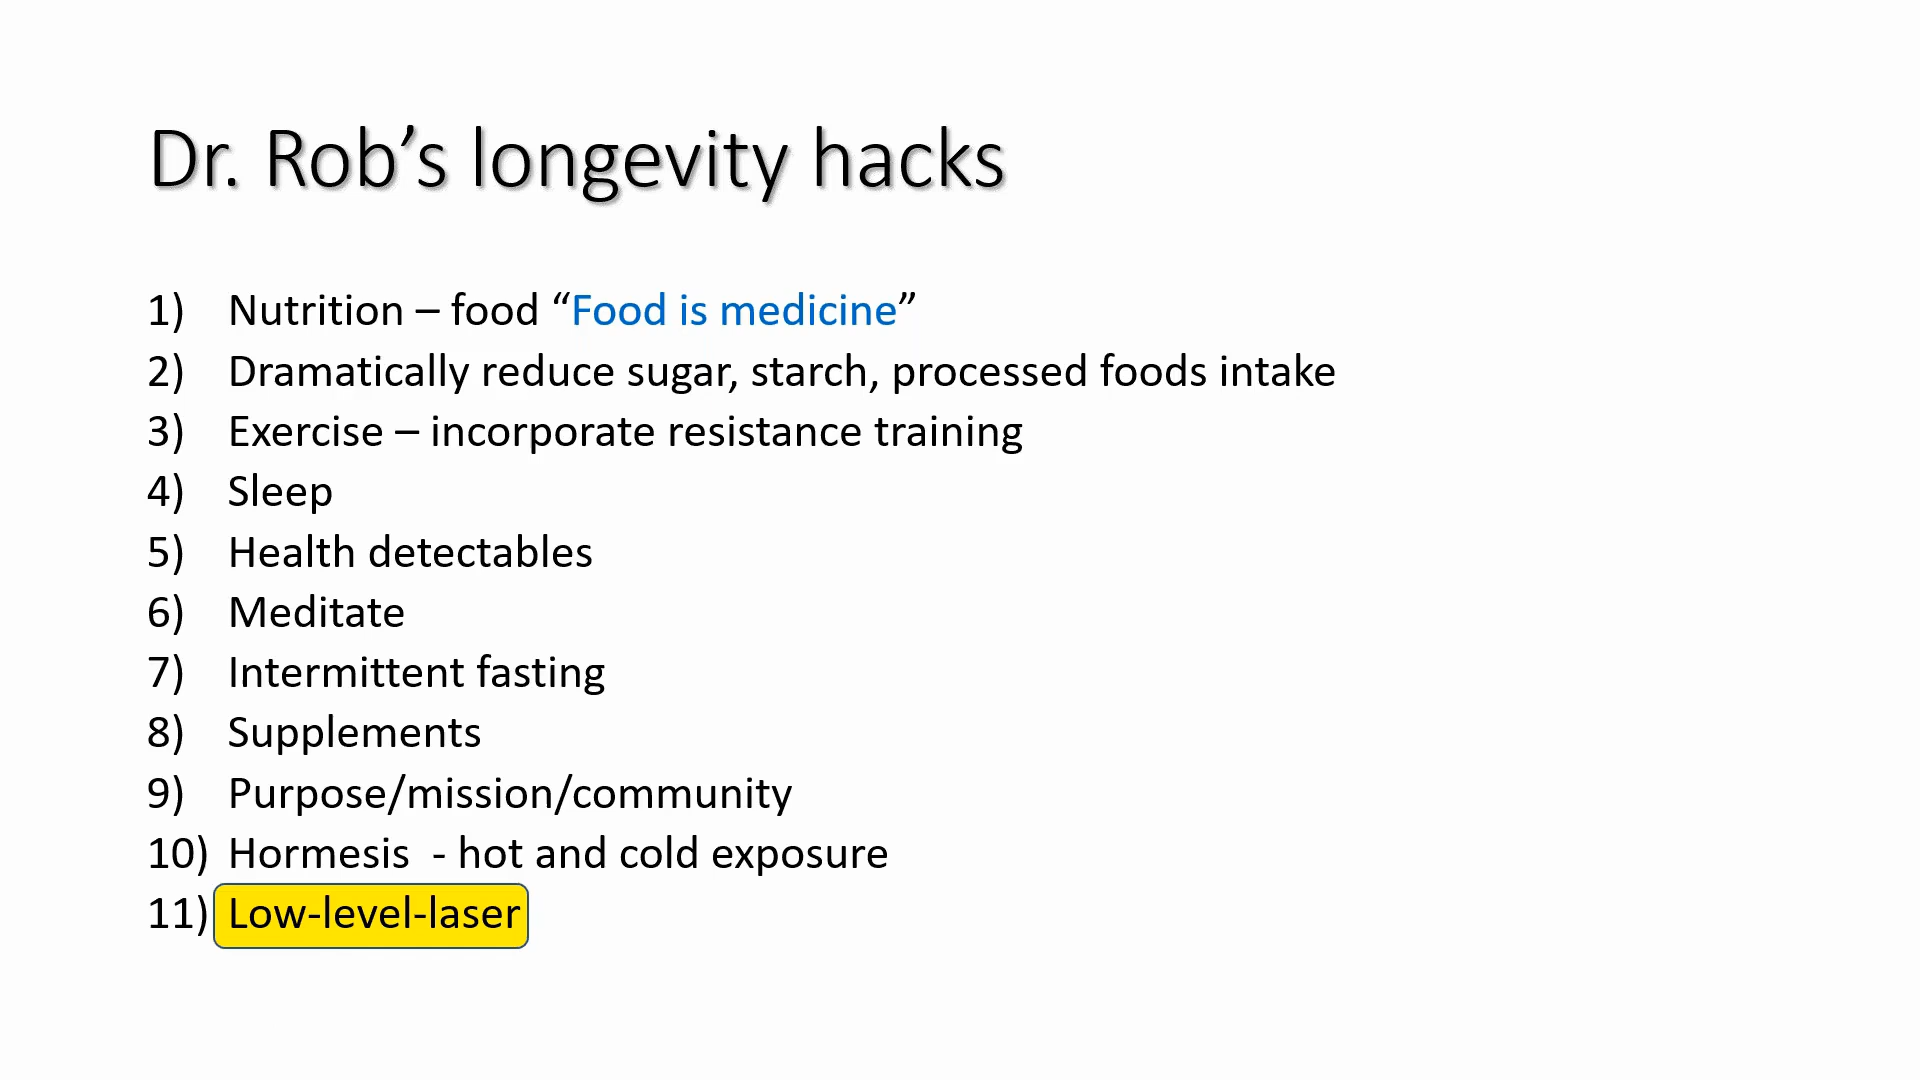 Dr. Rob’s longevity hacks
1) Nutrition – food “Food is medicine”
2) Dramatically reduce sugar, starch, processed foods intake
3) Exercise – incorporate resistance training
4) Sleep
5) Health detectables
6) Meditate
7) Intermittent fasting
8) Supplements
9) Purpose/mission/community
10) Hormesis  - hot and cold exposure
11) Low-level-laser